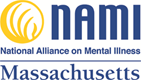 NAMI
National Alliance on Mental Illness
Massachusetts